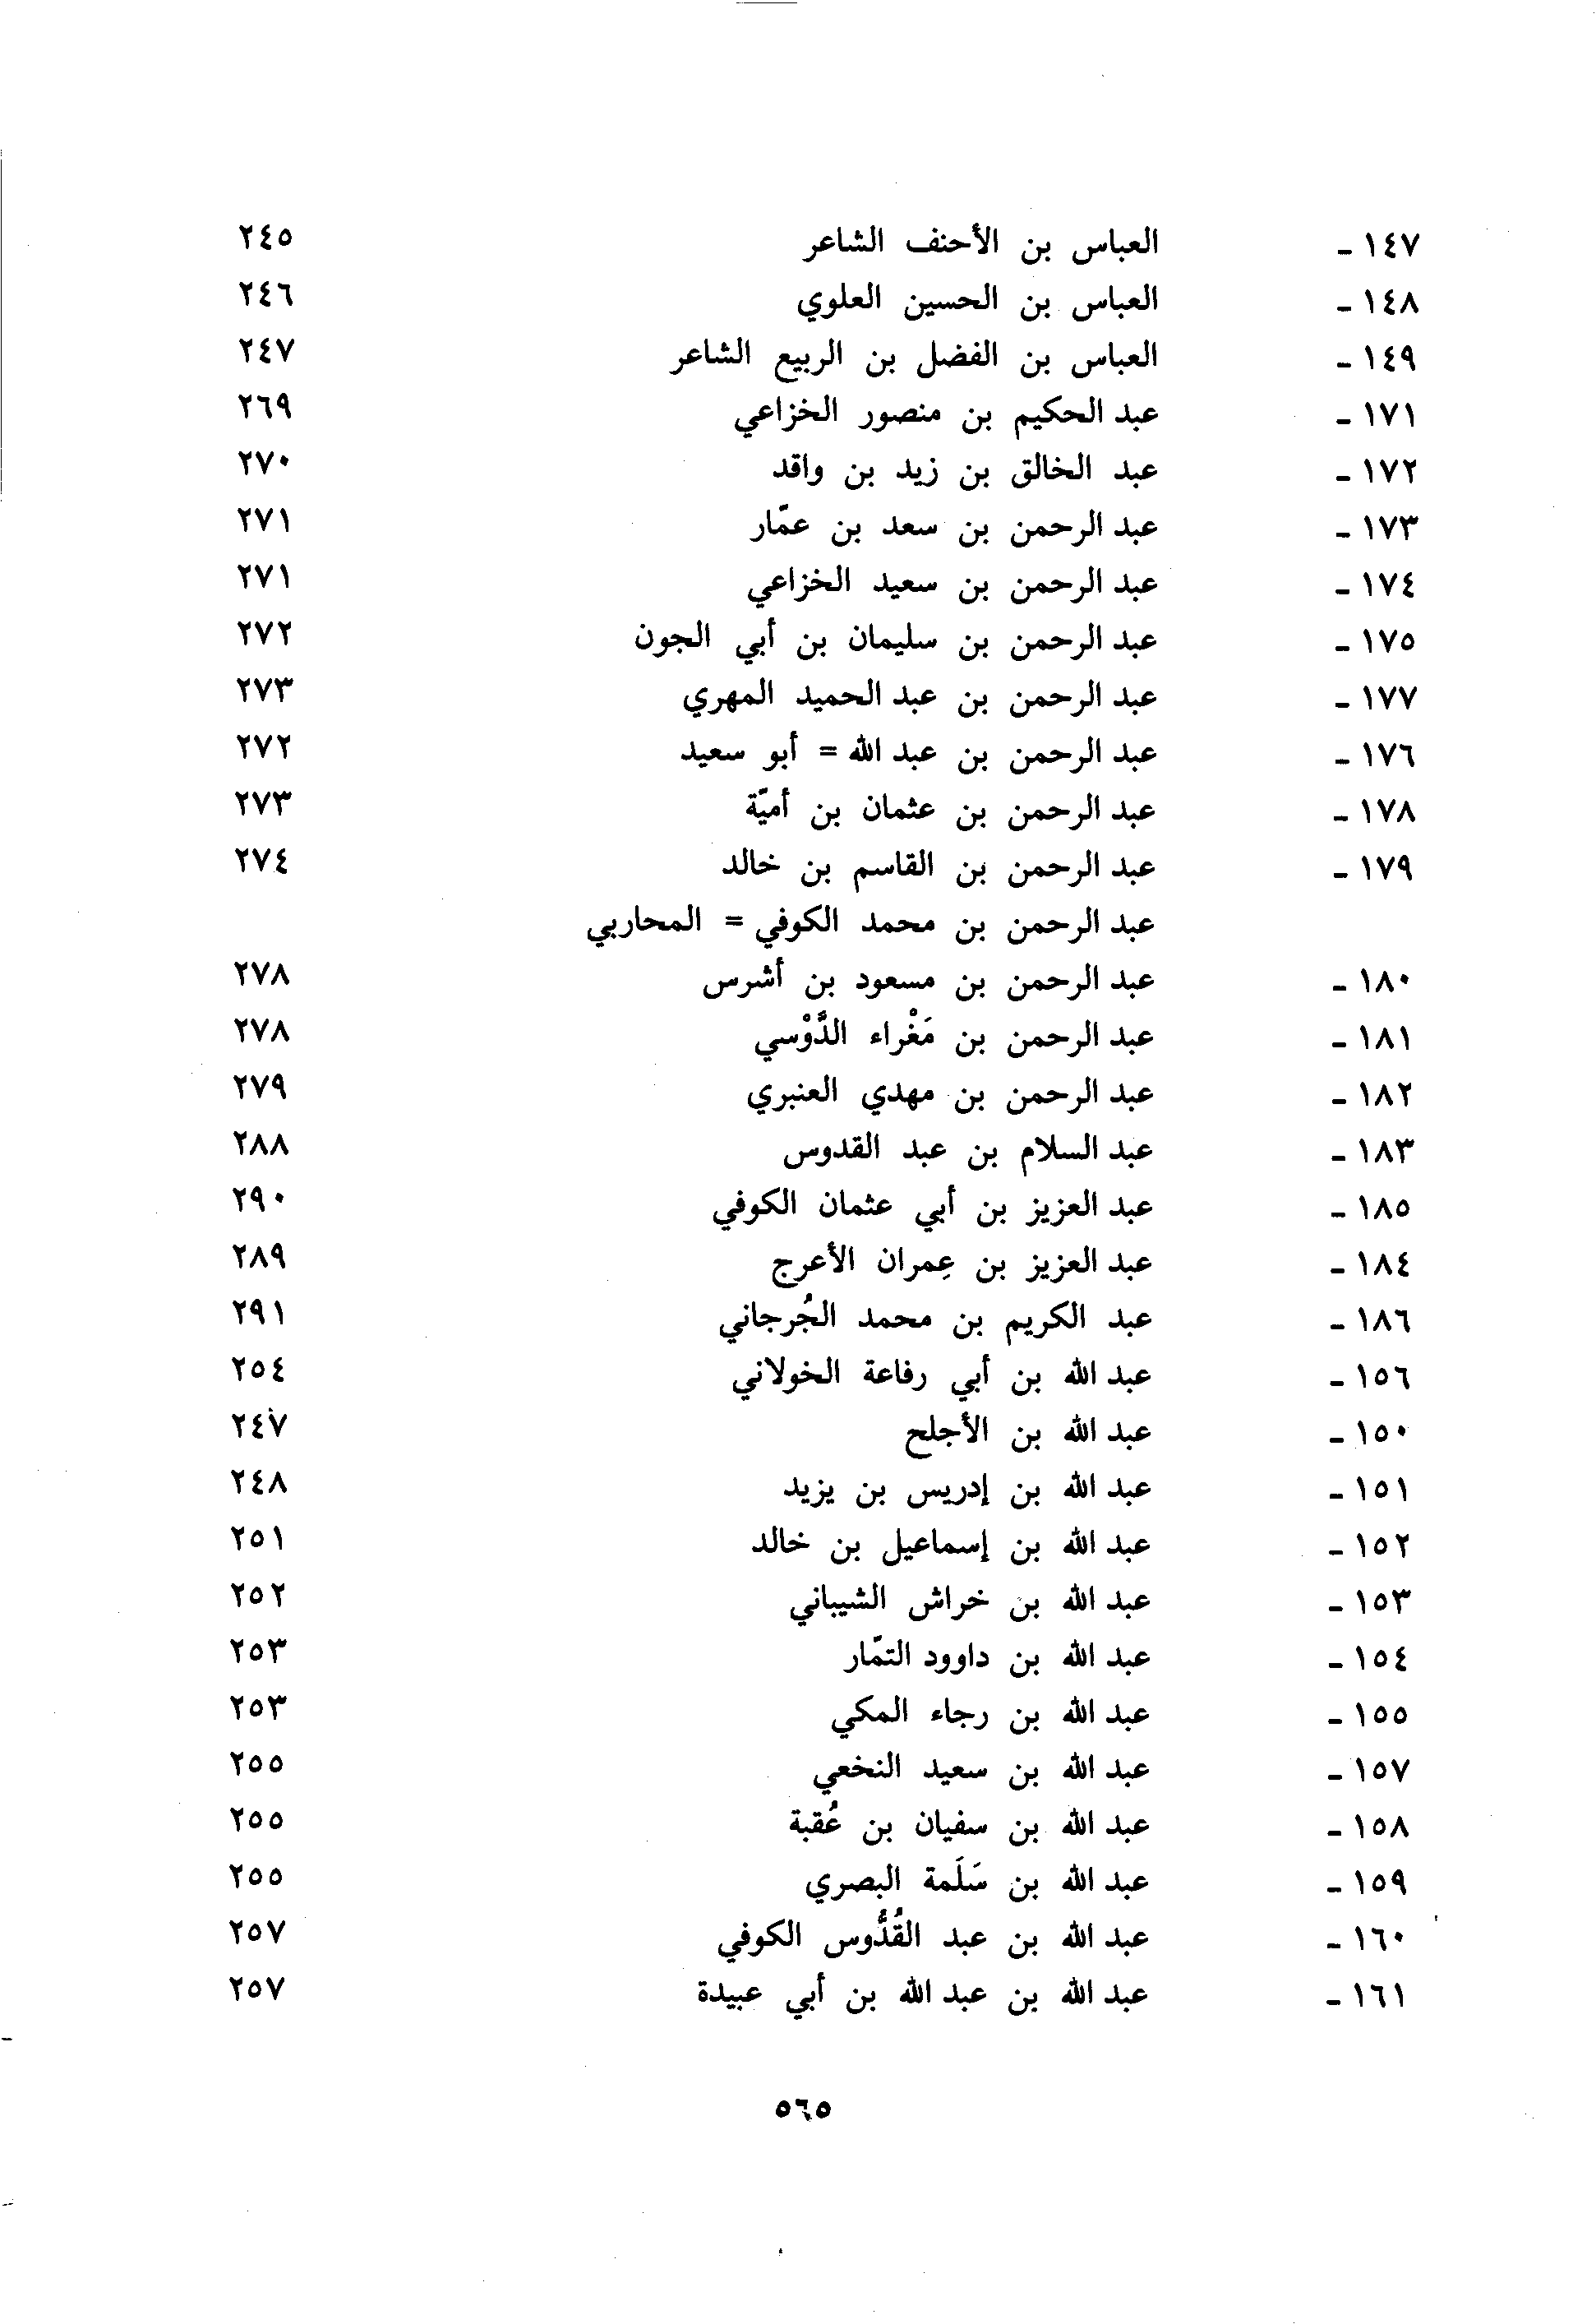 ١٤٧ - العباس بن الأحنف الشاعر ٢٤٥
١٤٨ - العباس بن الحسين العلوي ٢٤٦
١٤٩ - العباس بن الفضل بن الربيع الشاعر ٢٤٧
١٧١ - عبد الحكيم بن منصور الخزاعي ٢٦٩
١٧٢ - عبد الخالق بن زيد بن واقد ٢٧٠
١٧٣ - عبد الرحمن بن سعد بن عمّار ٢٧١
١٧٤ - عبد الرحمن بن سعيد الخزاعي ٢٧١
١٧٥ - عبد الرحمن بن سليمان بن أبي الجون ٢٧٢
١٧٧ - عبد الرحمن بن عبد الحميد المهري ٢٧٣
١٧٦ - عبد الرحمن بن عبد الله = أبو سعيد ٢٧٢
١٧٨ - عبد الرحمن بن عثمان بن أميّة ٢٧٣
١٧٩ - عبد الرحمن بن القاسم بن خالد ٢٧٤
عبد الرحمن بن محمد الكوفي = المحاربي
١٨٠ - عبد الرحمن بن مسعود بن أشرس ٢٧٨
١٨١ - عبد الرحمن بن مَغْراء الدَّوْسي ٢٧٨
١٨٢ - عبد الرحمن بن مهدي العنبري ٢٧٩
١٨٣ - عبد السلام بن عبد القدوس ٢٨٨
١٨٥ - عبد العزيز بن أبي عثمان الكوفي ٢٩٠
١٨٤ - عبد العزيز بن عِمران الأعرج ٢٨٩
١٨٦ - عبد الكريم بن محمد الجُرجاني ٢٩١
١٥٦ - عبد الله بن أبي رفاعة الخولاني ٢٥٤
١٥٠ - عبد الله بن الأجلح ٢٤٧
١٥١ - عبد الله بن إدريس بن يزيد ٢٤٨
١٥٢ - عبد الله بن إسماعيل بن خالد ٢٥١
١٥٣ - عبد الله بن خراش الشيباني ٢٥٢
١٥٤ - عبد الله بن داوود التمّار ٢٥٣
١٥٥ - عبد الله بن رجاء المكي ٢٥٣
١٥٧ - عبد الله بن سعيد النخعي ٢٥٥
١٥٨ - عبد الله بن سفيان بن عُقبة ٢٥٥
١٥٩ - عبد الله بن سَلَمة البصري ٢٥٥
١٦٠ - عبد الله بن عبد القُدُّوس الكوفي ٢٥٧
١٦١ - عبد الله بن عبد الله بن أبي عبيدة ٢٥٧
٥٦٥